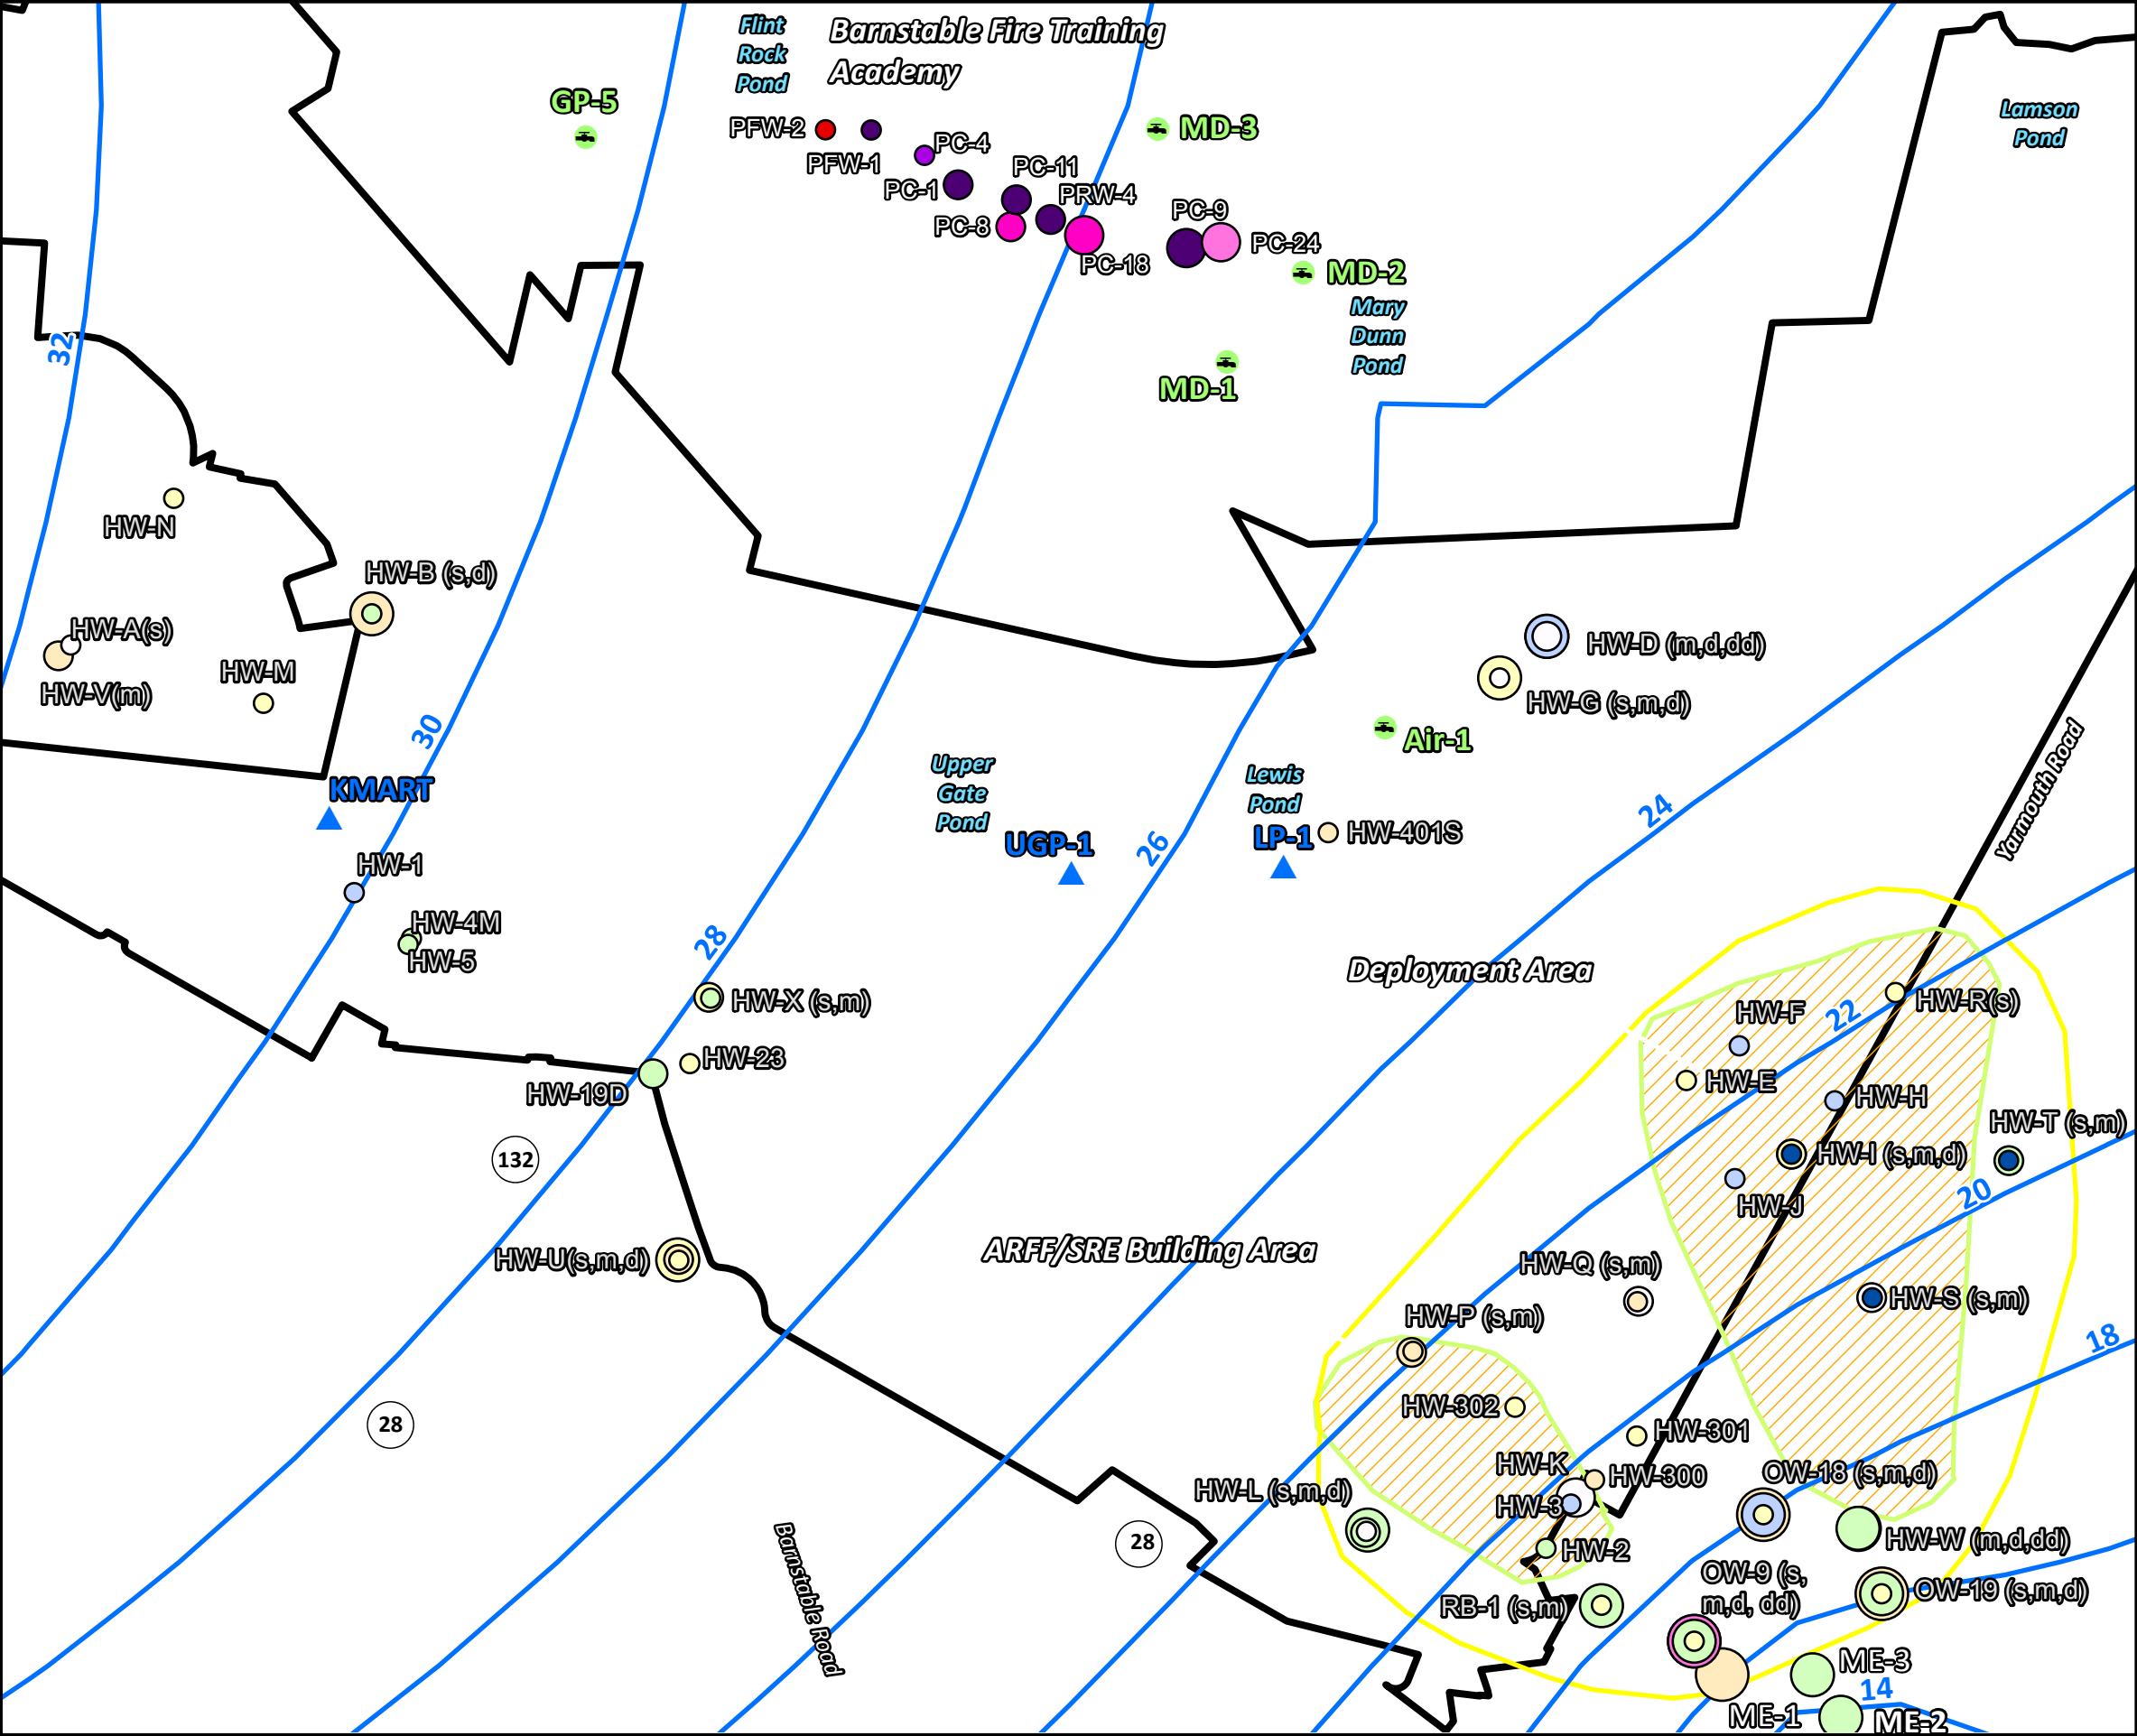 Flint
Rock
Pond
Barnstable Fire Training
Academy
Lamson
Pond
GP-5
PFW-2
PFW-1
PC-4
PC-1
PC-11
PC-8
PRW-4
PC-18
PC-9
PC-24
MD-3
MD-2
Mary
Dunn
Pond
MD-1
32
HW-N
HW-B (s,d)
HW-A(s)
HW-V(m)
HW-M
30
KMART
HW-1
HW-4M
HW-5
HW-D (m,d,dd)
HW-G (s,m,d)
Air-1
Upper
Gate
Pond
UGP-1
26
Lewis
Pond
LP-1
HW-401S
24
Yarmouth Road
28
HW-X (s,m)
HW-23
HW-19D
Deployment Area
22
HW-R(s)
HW-F
HW-E
HW-H
HW-T (s,m)
HW-I (s,m,d)
HW-J
20
132
HW-U(s,m,d)
ARFF/SRE Building Area
HW-Q (s,m)
HW-S (s,m)
HW-P (s,m)
18
HW-302
28
HW-301
HW-K
HW-300
HW-3
HW-L (s,m,d)
OW-18 (s,m,d)
HW-2
HW-W (m,d,dd)
28
Barnstable Road
OW-9 (s,
m,d, dd)
OW-19 (s,m,d)
RB-1 (s,m)
ME-3
14
ME-1
ME-2